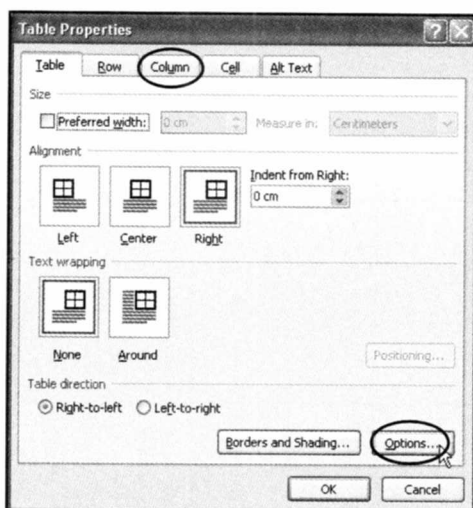 Table Properties
Table Row Column Cell Alt Text
Size
Preferred width: 0 cm Measure in: Centimeters
Alignment
Indent from Right:
0 cm
Left Center Right
Text wrapping
None Around
Positioning...
Table direction
Right-to-left Left-to-right
Borders and Shading... Options...
OK Cancel